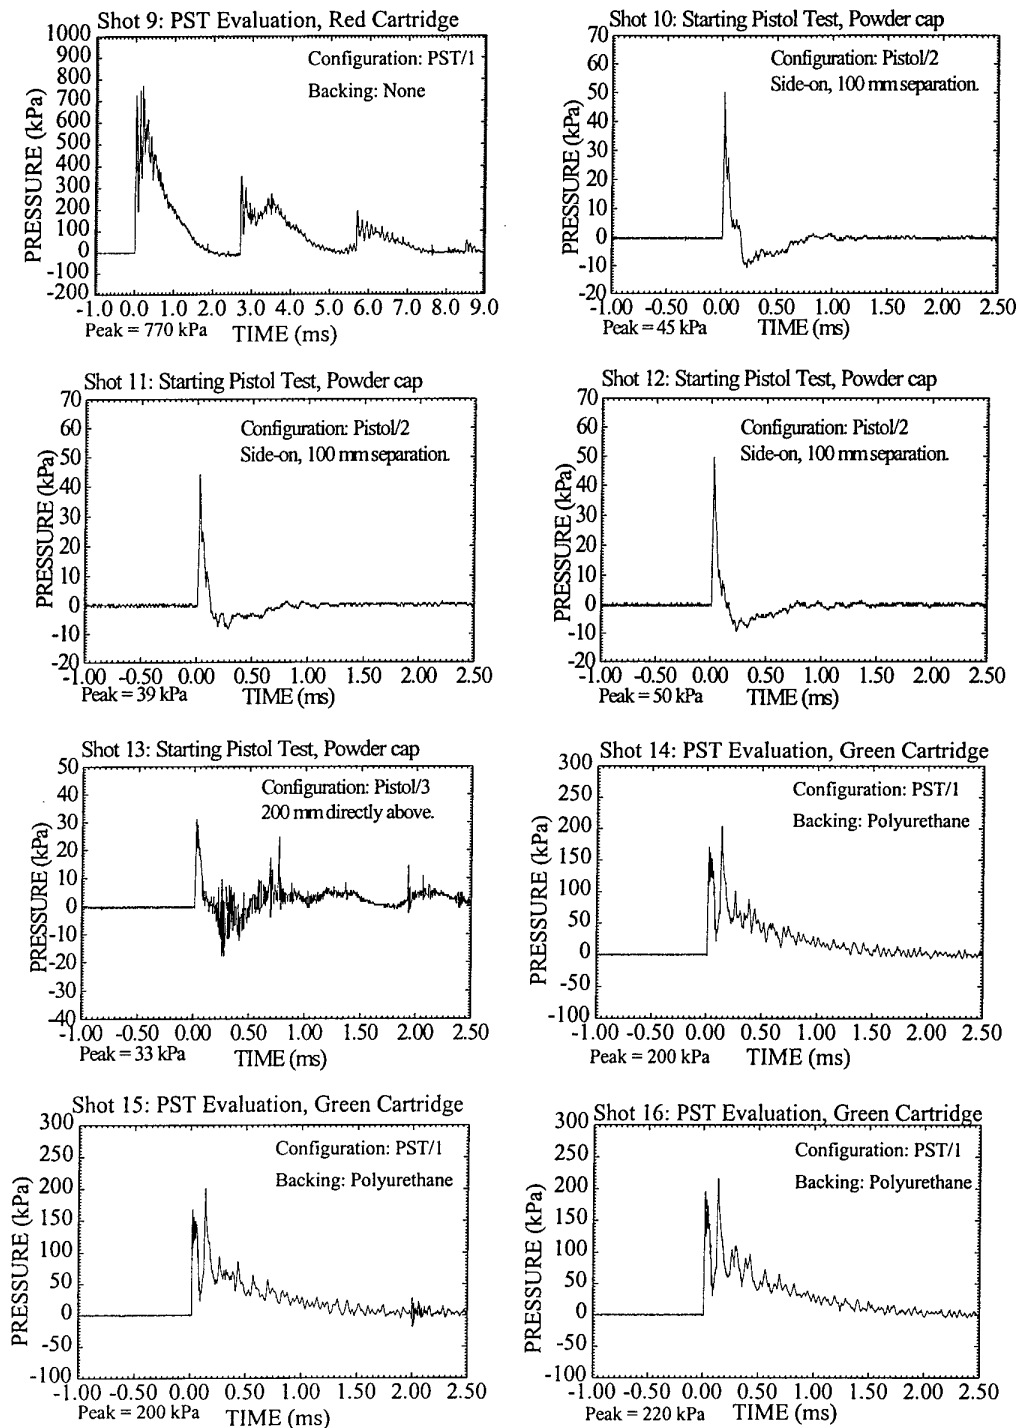 Shot 9: PST Evaluation, Red Cartridge
1000
900
800
700
600
500
400
300
200
100
0
-100
-200
PRESSURE (kPa)
Configuration: PST/1
Backing: None
-1.0 0.0 1.0 2.0 3.0 4.0 5.0 6.0 7.0 8.0 9.0
Peak = 770 kPa TIME (ms)
Shot 10: Starting Pistol Test, Powder cap
70
60
50
40
30
20
10
0
-10
-20
PRESSURE (kPa)
Configuration: Pistol/2
Side-on, 100 mm separation.
-1.00 -0.50 0.00 0.50 1.00 1.50 2.00 2.50
Peak = 45 kPa TIME (ms)
Shot 11: Starting Pistol Test, Powder cap
70
60
50
40
30
20
10
0
-10
-20
PRESSURE (kPa)
Configuration: Pistol/2
Side-on, 100 mm separation.
-1.00 -0.50 0.00 0.50 1.00 1.50 2.00 2.50
Peak = 39 kPa TIME (ms)
Shot 12: Starting Pistol Test, Powder cap
70
60
50
40
30
20
10
0
-10
-20
PRESSURE (kPa)
Configuration: Pistol/2
Side-on, 100 mm separation.
-1.00 -0.50 0.00 0.50 1.00 1.50 2.00 2.50
Peak = 50 kPa TIME (ms)
Shot 13: Starting Pistol Test, Powder cap
50
40
30
20
10
0
-10
-20
-30
-40
PRESSURE (kPa)
Configuration: Pistol/3
200 mm directly above.
-1.00 -0.50 0.00 0.50 1.00 1.50 2.00 2.50
Peak = 33 kPa TIME (ms)
Shot 14: PST Evaluation, Green Cartridge
300
250
200
150
100
50
0
-50
-100
PRESSURE (kPa)
Configuration: PST/1
Backing: Polyurethane
-1.00 -0.50 0.00 0.50 1.00 1.50 2.00 2.50
Peak = 200 kPa TIME (ms)
Shot 15: PST Evaluation, Green Cartridge
300
250
200
150
100
50
0
-50
-100
PRESSURE (kPa)
Configuration: PST/1
Backing: Polyurethane
-1.00 -0.50 0.00 0.50 1.00 1.50 2.00 2.50
Peak = 200 kPa TIME (ms)
Shot 16: PST Evaluation, Green Cartridge
300
250
200
150
100
50
0
-50
-100
PRESSURE (kPa)
Configuration: PST/1
Backing: Polyurethane
-1.00 -0.50 0.00 0.50 1.00 1.50 2.00 2.50
Peak = 220 kPa TIME (ms)